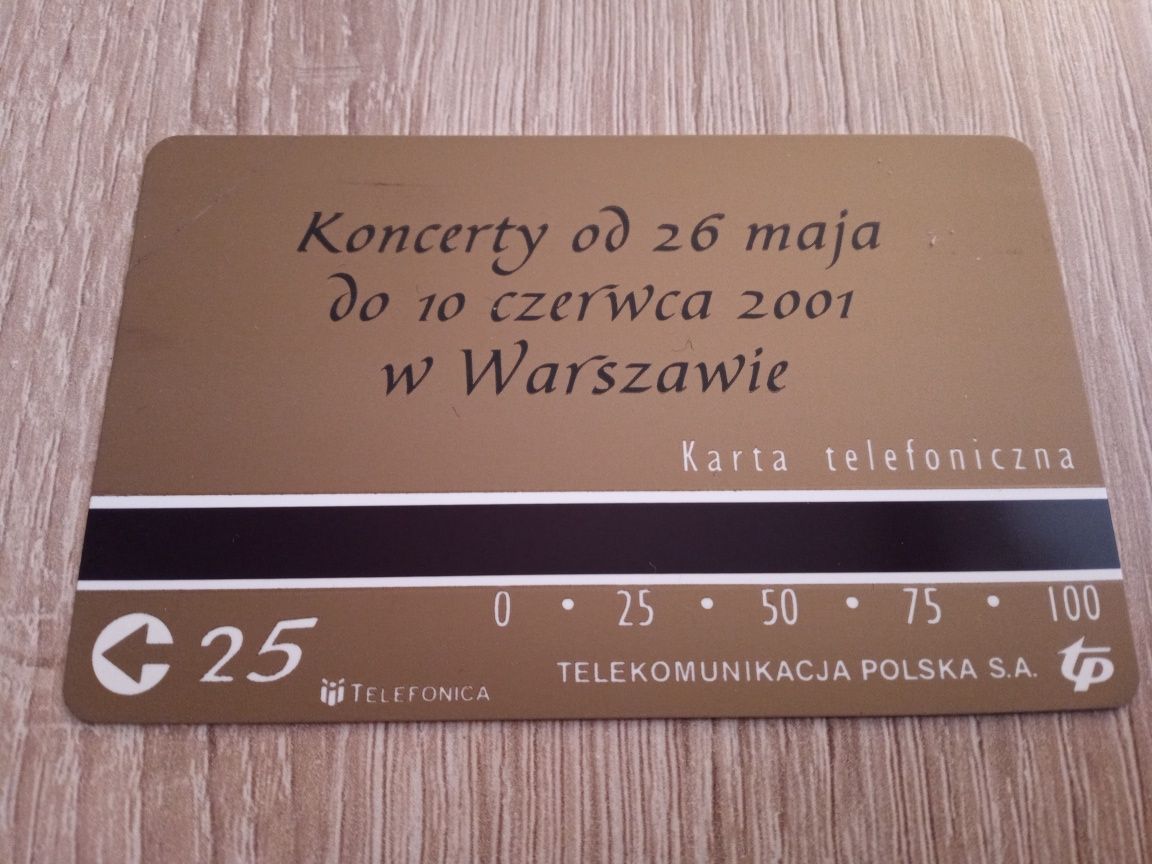 Koncerty od 26 maja
do 10 czerwca 2001
w Warszawie
Karta telefoniczna
0 • 25 • 50 • 75 • 100
25
TELEFONICA
TELEKOMUNIKACJA POLSKA S.A. tp